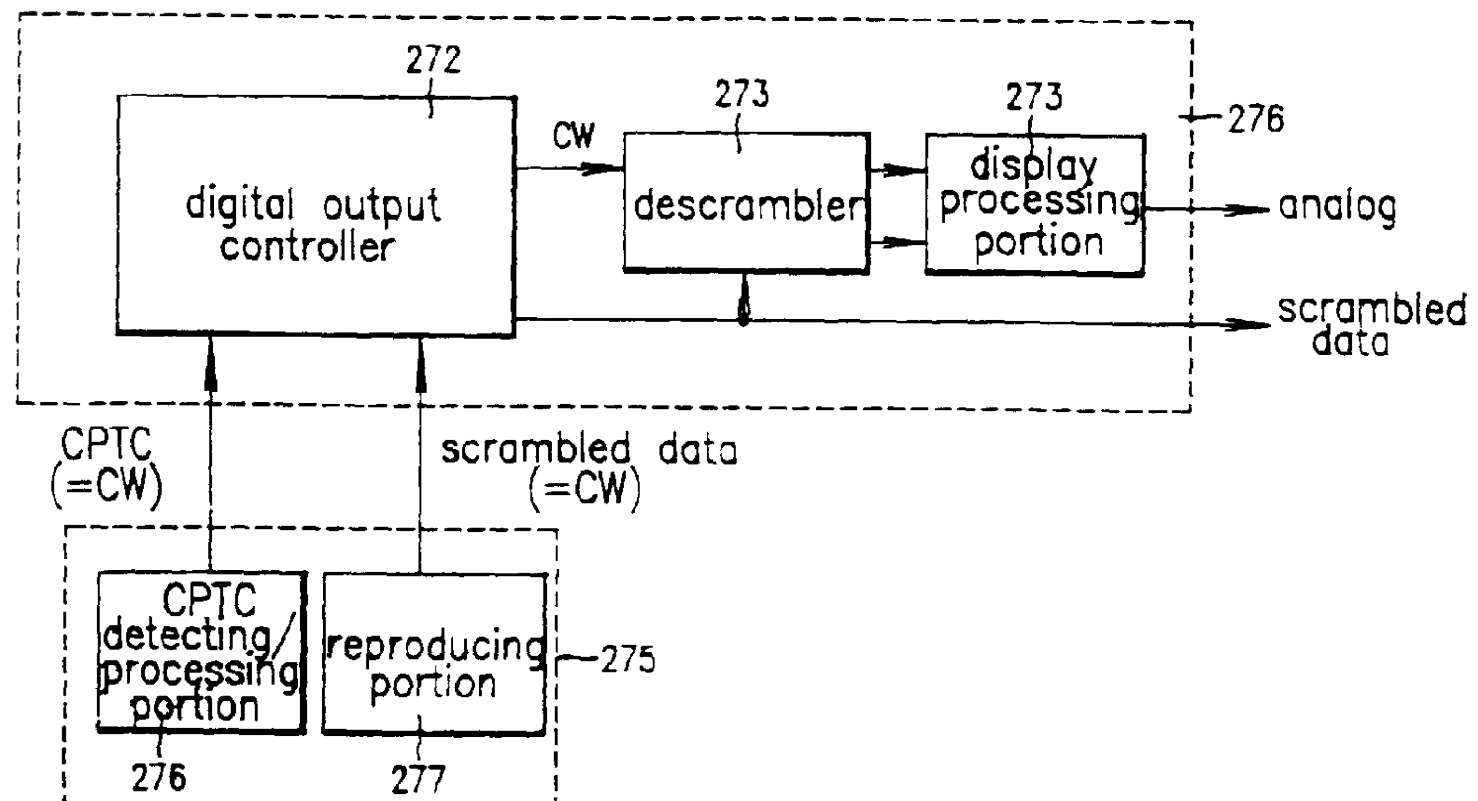 272
digital output
controller
CW
273
descrambler
273
display
processing
portion
276
analog
scrambled
data
CPTC
(=CW)
scrambled data
(=CW)
CPTC
detecting/
processing
portion
276
reproducing
portion
277
275